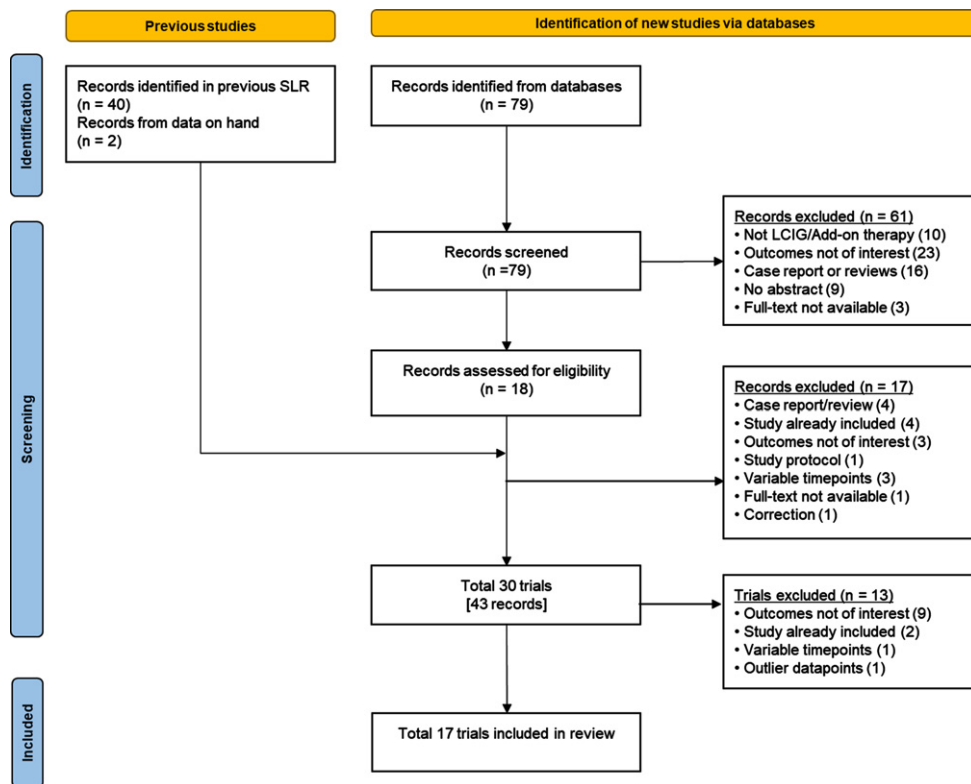 Previous studies
Identification of new studies via databases
Identification
Records identified in previous SLR
(n = 40)
Records from data on hand
(n = 2)
Records identified from databases
(n = 79)
Screening
Records screened
(n =79)
Records excluded (n = 61)
• Not LCIG/Add-on therapy (10)
• Outcomes not of interest (23)
• Case report or reviews (16)
• No abstract (9)
• Full-text not available (3)
Records assessed for eligibility
(n = 18)
Records excluded (n = 17)
• Case report/review (4)
• Study already included (4)
• Outcomes not of interest (3)
• Study protocol (1)
• Variable timepoints (3)
• Full-text not available (1)
• Correction (1)
Total 30 trials
[43 records]
Trials excluded (n = 13)
• Outcomes not of interest (9)
• Study already included (2)
• Variable timepoints (1)
• Outlier datapoints (1)
Included
Total 17 trials included in review